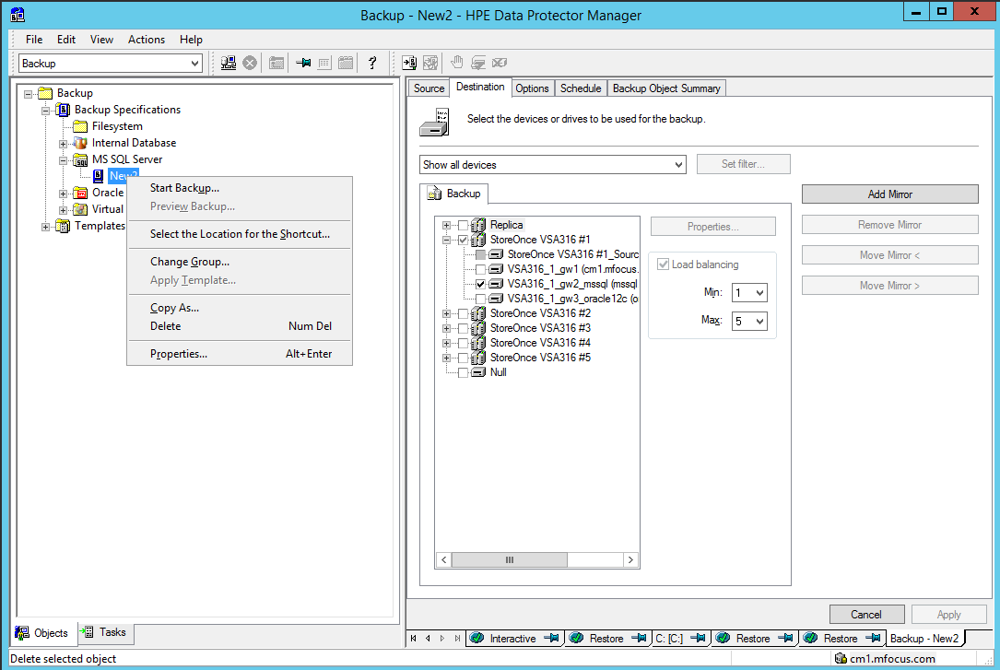 Backup - New2 - HPE Data Protector Manager
File Edit View Actions Help
Backup
?
Backup
Backup Specifications
Filesystem
Internal Database
MS SQL Server
New2
Oracle
Virtual
Templates
Start Backup...
Preview Backup...
Select the Location for the Shortcut...
Change Group...
Apply Template...
Copy As...
Delete Num Del
Properties... Alt+Enter
Objects Tasks
Source Destination Options Schedule Backup Object Summary
Select the devices or drives to be used for the backup.
Show all devices Set filter...
Backup
Replica
StoreOnce VSA316 #1
StoreOnce VSA316 #1_Sourc
VSA316_1_gw1 (cm1.mfocus.
VSA316_1_gw2_mssql (mssql
VSA316_1_gw3_oracle12c (o
StoreOnce VSA316 #2
StoreOnce VSA316 #3
StoreOnce VSA316 #4
StoreOnce VSA316 #5
Null
Properties...
Load balancing
Min: 1
Max: 5
Add Mirror
Remove Mirror
Move Mirror <
Move Mirror >
Cancel Apply
Interactive Restore C: [C:] Restore Restore Backup - New2
Delete selected object cm1.mfocus.com